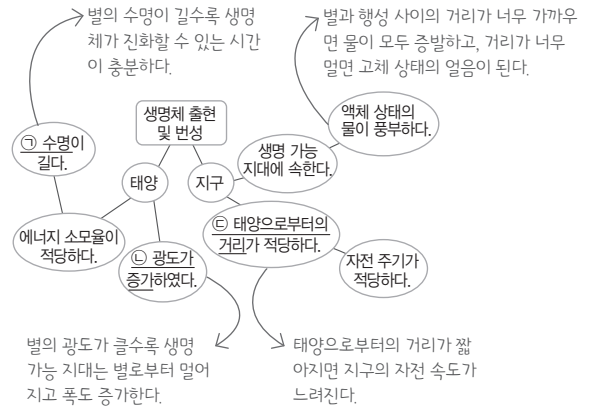 별의 수명이 길수록 생명
체가 진화할 수 있는 시간
이 충분하다.
별과 행성 사이의 거리가 너무 가까우
면 물이 모두 증발하고, 거리가 너무
멀면 고체 상태의 얼음이 된다.
생명체 출현
및 번성
액체 상태의
물이 풍부하다.
㉠ 수명이
길다.
생명 가능
지대에 속한다.
태양
지구
에너지 소모율이
적당하다.
㉡ 광도가
증가하였다.
㉢ 태양으로부터의
거리가 적당하다.
자전 주기가
적당하다.
별의 광도가 클수록 생명
가능 지대는 별로부터 멀어
지고 폭도 증가한다.
태양으로부터의 거리가 짧
아지면 지구의 자전 속도가
느려진다.